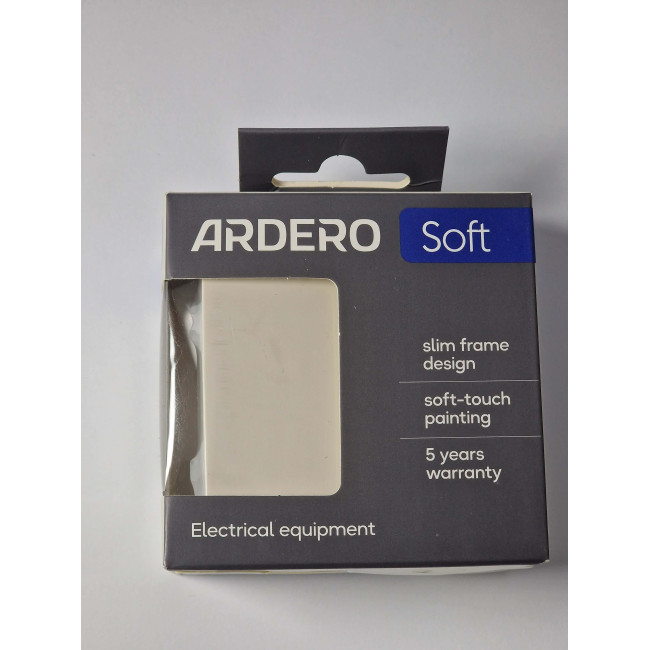 ARDERO
Soft
slim frame
design
soft-touch
painting
5 years
warranty
Electrical equipment